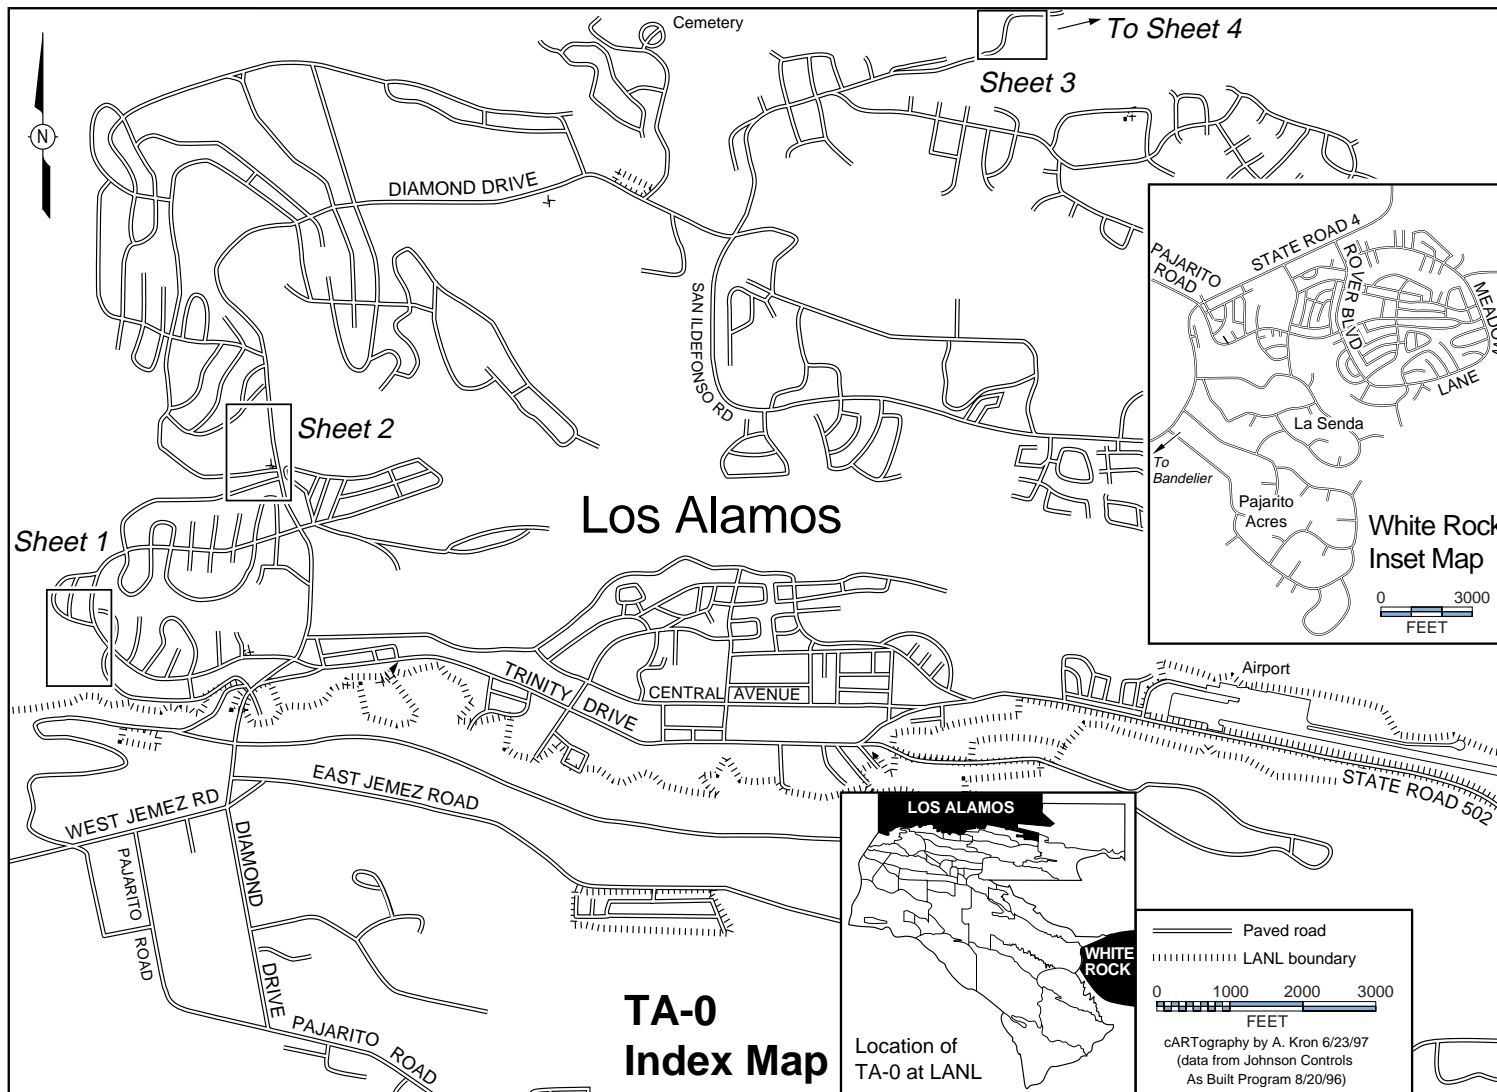 Cemetery
To Sheet 4
Sheet 3
N
DIAMOND DRIVE
SAN ILDEFONSO RD
STATE ROAD 4
PAJARITO
ROAD
ROVER BLVD
MEADOW
LANE
La Senda
To
Bandelier
Pajarito
Acres
White Rock
Inset Map
0 3000
FEET
Sheet 2
Los Alamos
Sheet 1
TRINITY DRIVE
CENTRAL AVENUE
Airport
STATE ROAD 502
EAST JEMEZ ROAD
WEST JEMEZ RD
PAJARITO ROAD
DIAMOND DRIVE
PAJARITO ROAD
TA-0
Index Map
LOS ALAMOS
WHITE
ROCK
Location of
TA-0 at LANL
Paved road
LANL boundary
0 1000 2000 3000
FEET
cARTography by A. Kron 6/23/97
(data from Johnson Controls
As Built Program 8/20/96)